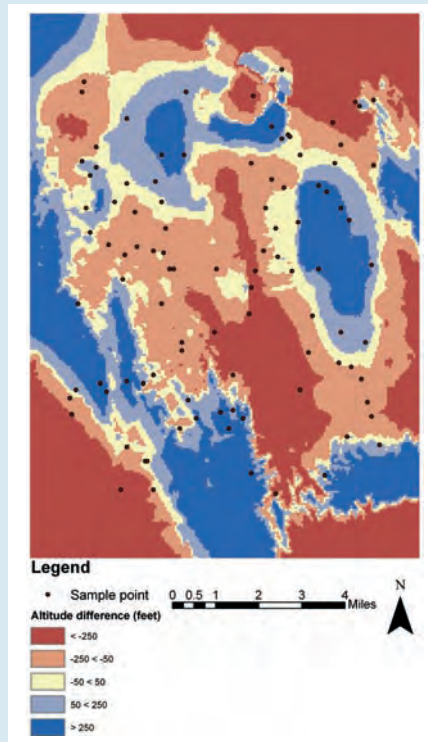 Legend
N
Sample point
0 0.5 1 2 3 4
Miles
Altitude difference (feet)
< -250
-250 < -50
-50 < 50
50 < 250
> 250